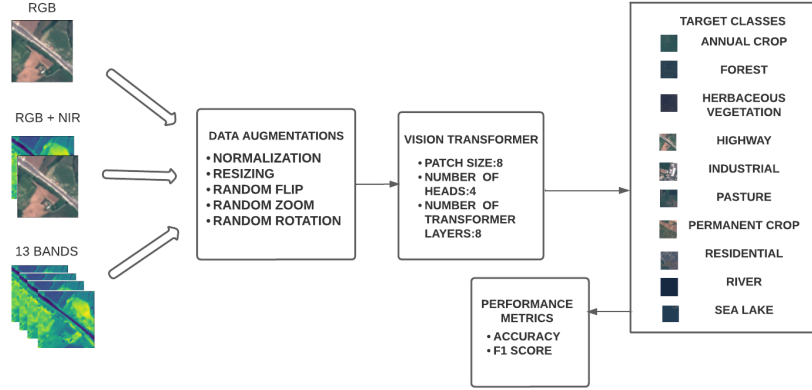 RGB
RGB + NIR
13 BANDS
DATA AUGMENTATIONS
• NORMALIZATION
• RESIZING
• RANDOM FLIP
• RANDOM ZOOM
• RANDOM ROTATION
VISION TRANSFORMER
• PATCH SIZE:8
• NUMBER OF
HEADS:4
• NUMBER OF
TRANSFORMER
LAYERS:8
TARGET CLASSES
ANNUAL CROP
FOREST
HERBACEOUS
VEGETATION
HIGHWAY
INDUSTRIAL
PASTURE
PERMANENT CROP
RESIDENTIAL
RIVER
SEA LAKE
PERFORMANCE
METRICS
• ACCURACY
• F1 SCORE